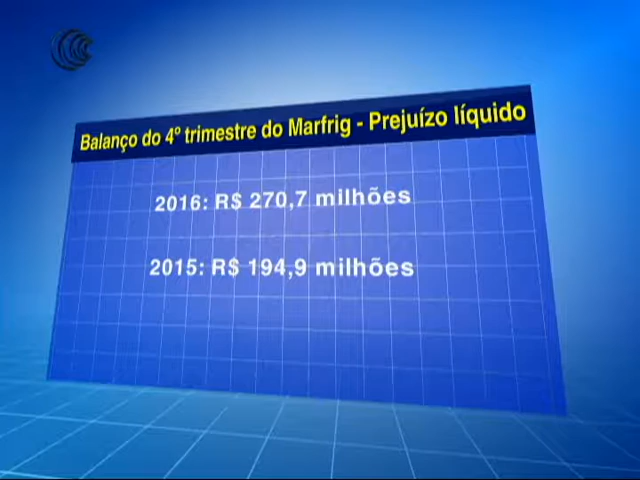 Balanço do 4º trimestre do Marfrig - Prejuízo líquido
2016: R$ 270,7 milhões
2015: R$ 194,9 milhões